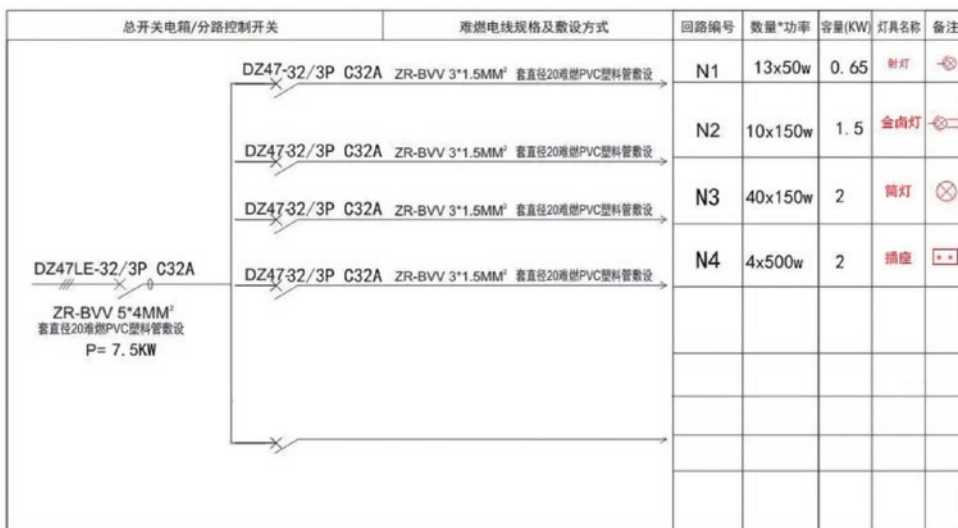 总开关电箱/分路控制开关 难燃电线规格及敷设方式 回路编号 数量*功率 容量(KW) 灯具名称 备注
DZ47-32/3P C32A ZR-BVV 3*1.5MM² 套直径20难燃PVC塑料管敷设 N1 13x50w 0.65 射灯
DZ47-32/3P C32A ZR-BVV 3*1.5MM² 套直径20难燃PVC塑料管敷设 N2 10x150w 1.5 金卤灯
DZ47-32/3P C32A ZR-BVV 3*1.5MM² 套直径20难燃PVC塑料管敷设 N3 40x150w 2 筒灯
DZ47-32/3P C32A ZR-BVV 3*1.5MM² 套直径20难燃PVC塑料管敷设 N4 4x500w 2 插座
DZ47LE-32/3P C32A
ZR-BVV 5*4MM²
套直径20难燃PVC塑料管敷设
P= 7.5KW